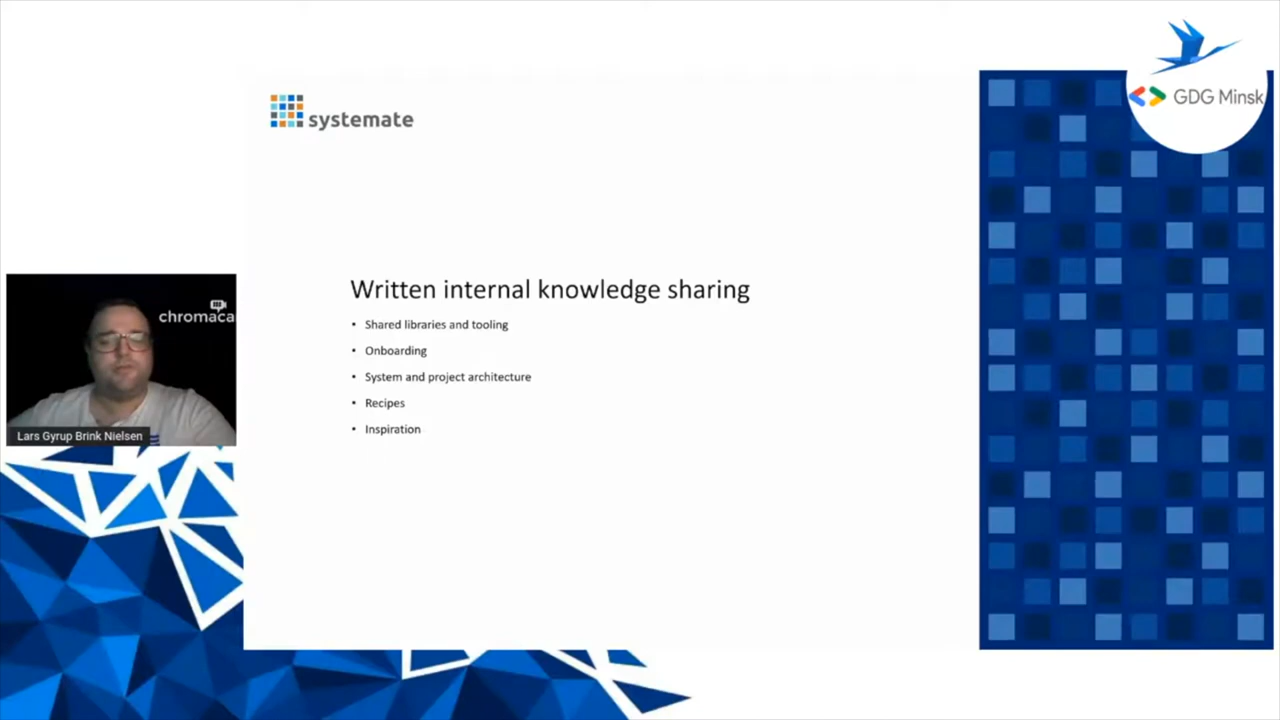 GDG Minsk
systemate
Written internal knowledge sharing
• Shared libraries and tooling
• Onboarding
• System and project architecture
• Recipes
• Inspiration
chromaca
Lars Gyrup Brink Nielsen